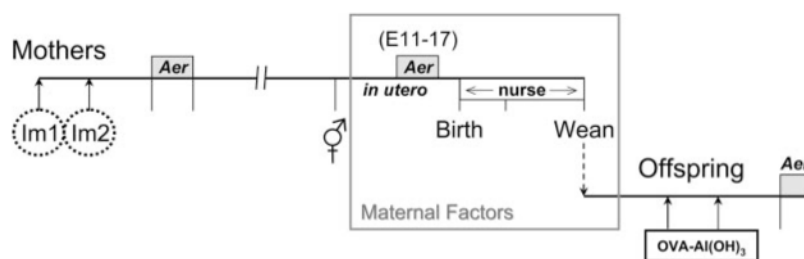 (E11-17)
Mothers
Aer
Aer
in utero
nurse
Im1
Im2
Birth
Wean
Offspring
Aer
Maternal Factors
OVA-Al(OH)₃